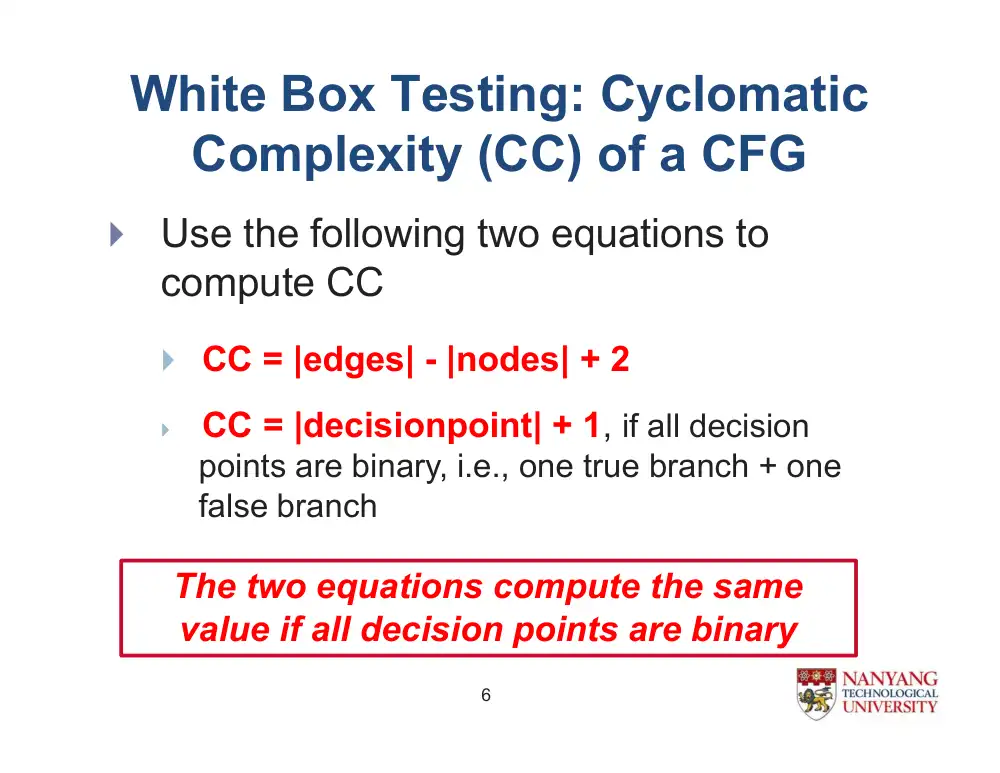 White Box Testing: Cyclomatic
Complexity (CC) of a CFG
Use the following two equations to
compute CC
CC = |edges| - |nodes| + 2
CC = |decisionpoint| + 1, if all decision
points are binary, i.e., one true branch + one
false branch
The two equations compute the same
value if all decision points are binary
6
NANYANG
TECHNOLOGICAL
UNIVERSITY